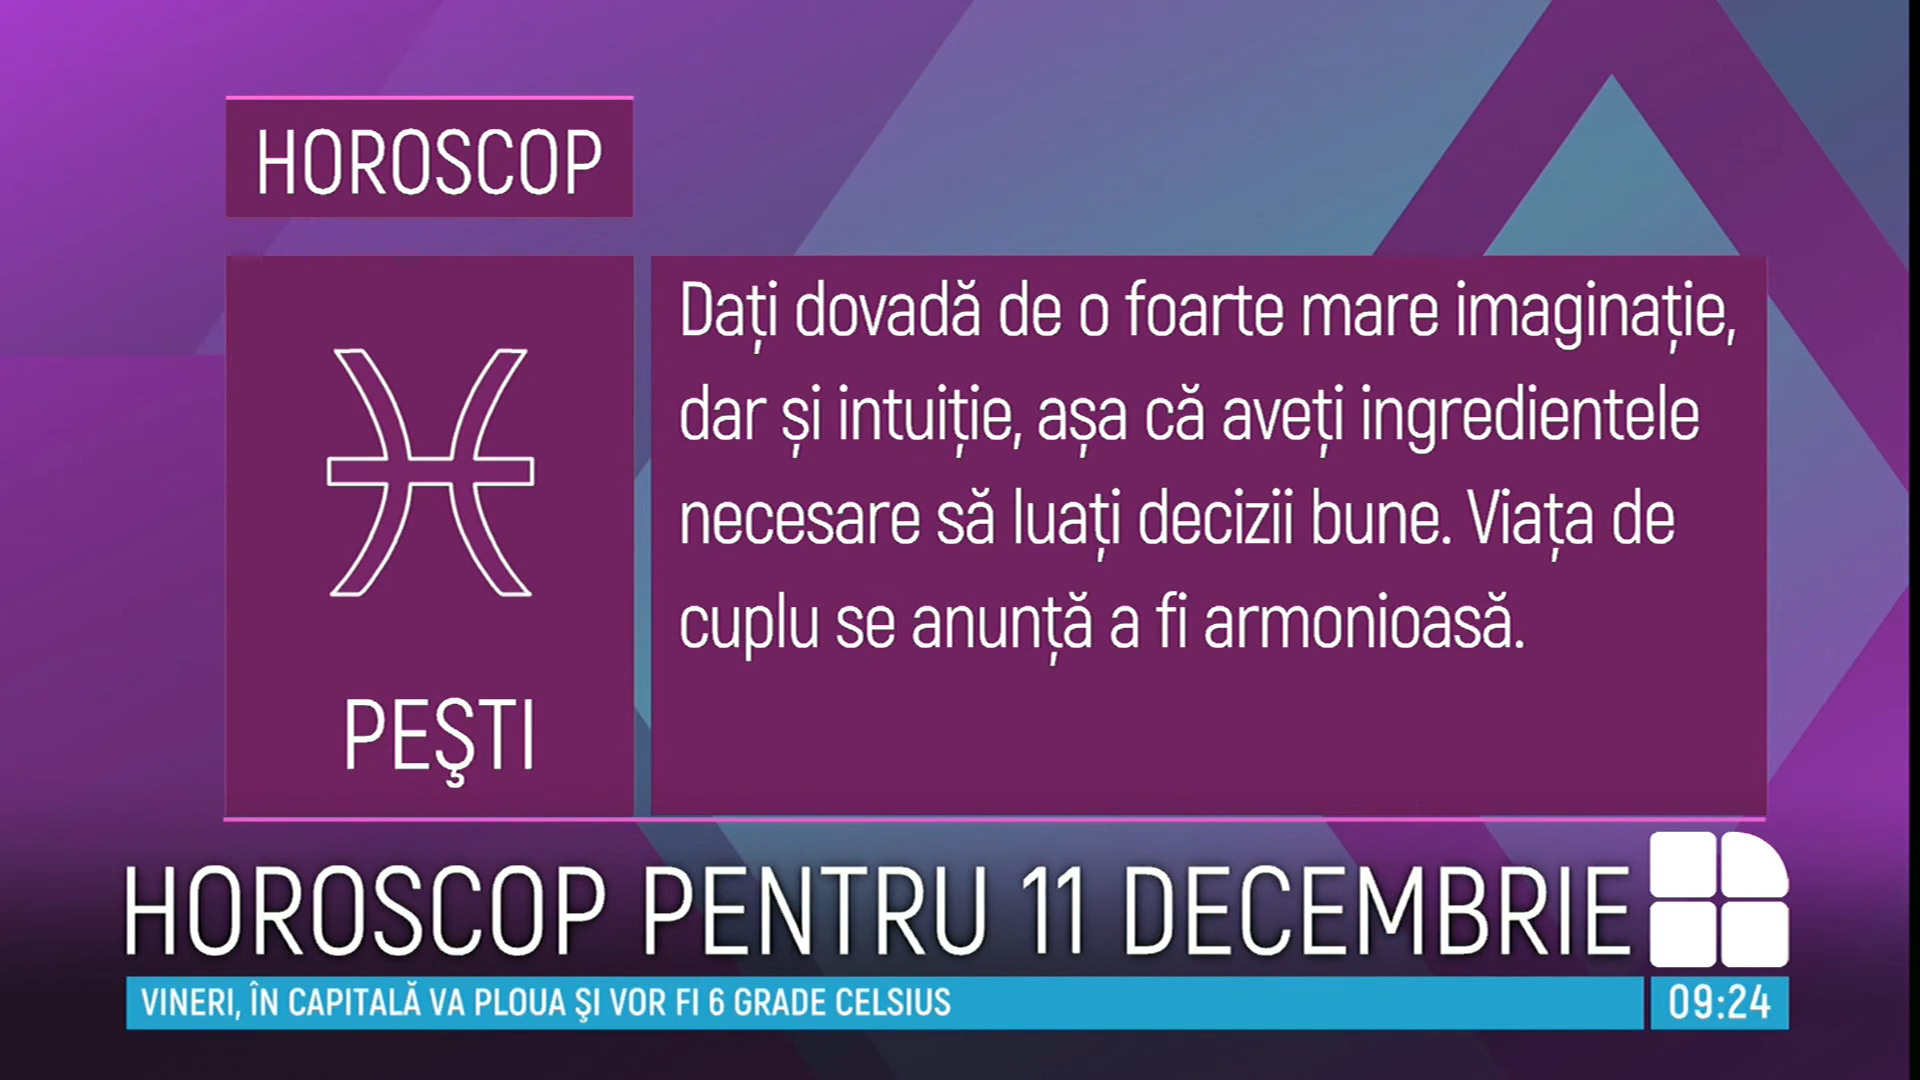 HOROSCOP
Dați dovadă de o foarte mare imaginație,
dar și intuiție, așa că aveți ingredientele
necesare să luați decizii bune. Viața de
cuplu se anunță a fi armonioasă.
PEŞTI
HOROSCOP PENTRU 11 DECEMBRIE
VINERI, ÎN CAPITALĂ VA PLOUA ŞI VOR FI 6 GRADE CELSIUS
09:24